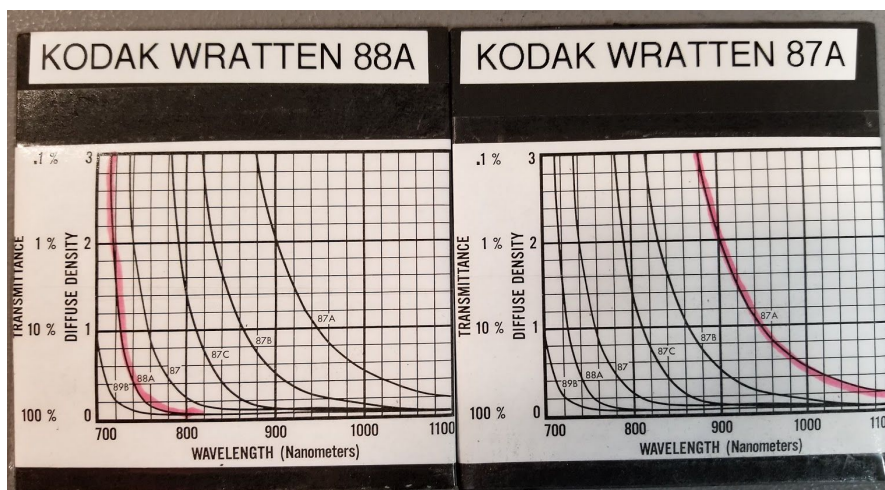 KODAK WRATTEN 88A
.1 %
1 %
10 %
100 %
TRANSMITTANCE
DIFFUSE DENSITY
3
2
1
0
89B
88A
87
87C
87B
87A
700 800 900 1000 1100
WAVELENGTH (Nanometers)
KODAK WRATTEN 87A
.1 %
1 %
10 %
100 %
TRANSMITTANCE
DIFFUSE DENSITY
3
2
1
0
89B
88A
87
87C
87B
87A
700 800 900 1000 110
WAVELENGTH (Nanometers)